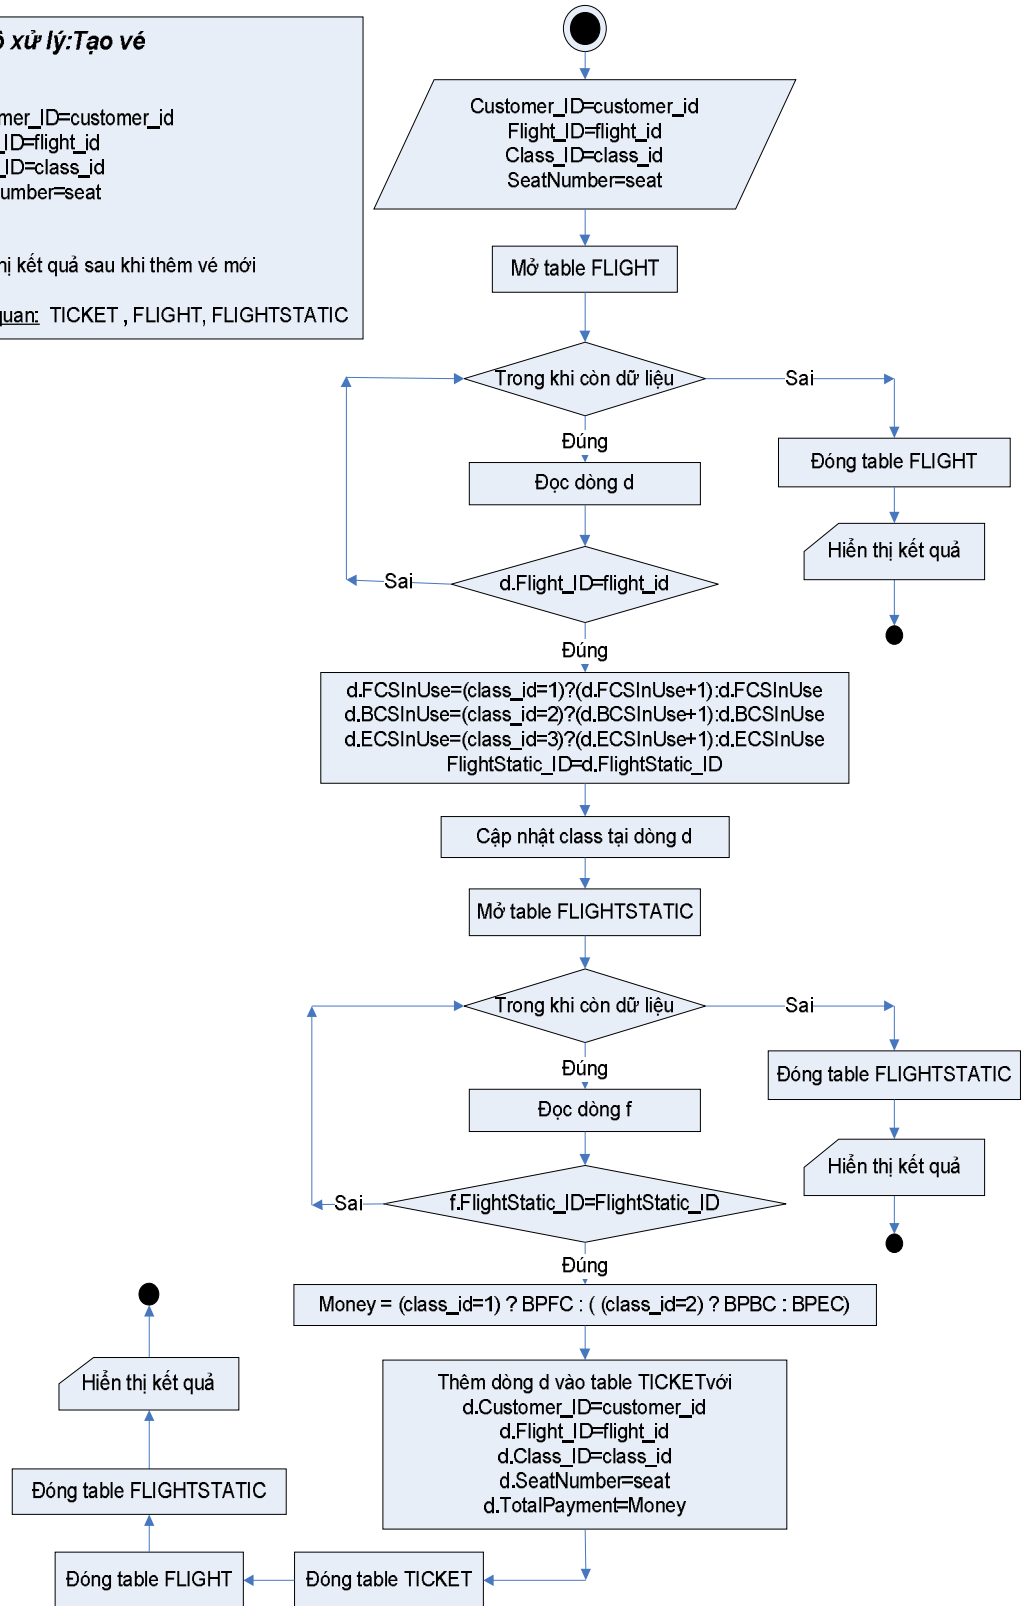 ô xử lý:Tạo vé
mer_ID=customer_id
_ID=flight_id
_ID=class_id
umber=seat
hị kết quả sau khi thêm vé mới
quan: TICKET , FLIGHT, FLIGHTSTATIC
Customer_ID=customer_id
Flight_ID=flight_id
Class_ID=class_id
SeatNumber=seat
Mở table FLIGHT
Trong khi còn dữ liệu
Sai
Đúng
Đóng table FLIGHT
Đọc dòng d
Hiển thị kết quả
d.Flight_ID=flight_id
Sai
Đúng
d.FCSInUse=(class_id=1)?(d.FCSInUse+1):d.FCSInUse
d.BCSInUse=(class_id=2)?(d.BCSInUse+1):d.BCSInUse
d.ECSInUse=(class_id=3)?(d.ECSInUse+1):d.ECSInUse
FlightStatic_ID=d.FlightStatic_ID
Cập nhật class tại dòng d
Mở table FLIGHTSTATIC
Trong khi còn dữ liệu
Sai
Đúng
Đóng table FLIGHTSTATIC
Đọc dòng f
Hiển thị kết quả
f.FlightStatic_ID=FlightStatic_ID
Sai
Đúng
Money = (class_id=1) ? BPFC : ( (class_id=2) ? BPBC : BPEC)
Thêm dòng d vào table TICKETvới
d.Customer_ID=customer_id
d.Flight_ID=flight_id
d.Class_ID=class_id
d.SeatNumber=seat
d.TotalPayment=Money
Đóng table TICKET
Đóng table FLIGHT
Đóng table FLIGHTSTATIC
Hiển thị kết quả